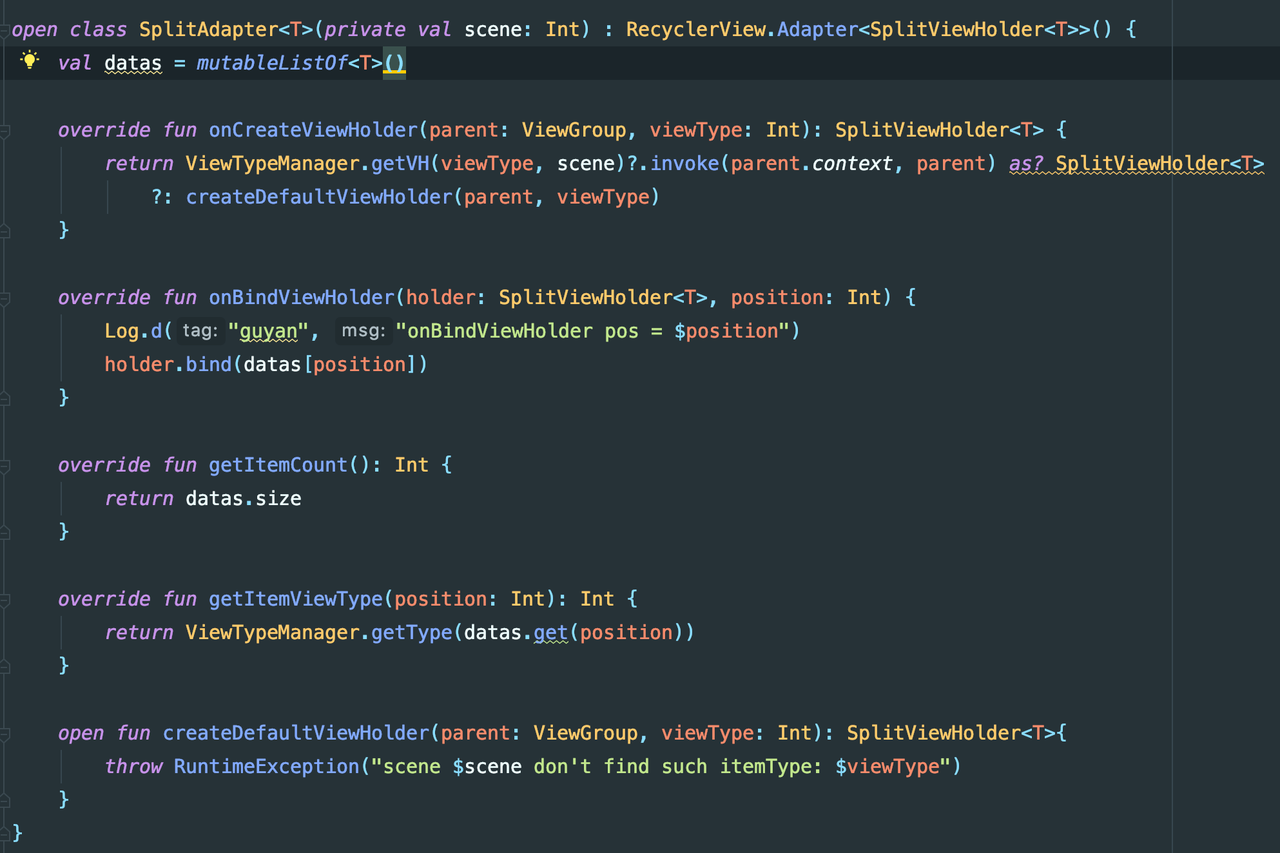 open class SplitAdapter<T>(private val scene: Int) : RecyclerView.Adapter<SplitViewHolder<T>>() {
    val datas = mutableListOf<T>()

    override fun onCreateViewHolder(parent: ViewGroup, viewType: Int): SplitViewHolder<T> {
        return ViewTypeManager.getVH(viewType, scene)?.invoke(parent.context, parent) as? SplitViewHolder<T>
            ?: createDefaultViewHolder(parent, viewType)
    }

    override fun onBindViewHolder(holder: SplitViewHolder<T>, position: Int) {
        Log.d( tag: "guyan", msg: "onBindViewHolder pos = $position")
        holder.bind(datas[position])
    }

    override fun getItemCount(): Int {
        return datas.size
    }

    override fun getItemViewType(position: Int): Int {
        return ViewTypeManager.getType(datas.get(position))
    }

    open fun createDefaultViewHolder(parent: ViewGroup, viewType: Int): SplitViewHolder<T>{
        throw RuntimeException("scene $scene don't find such itemType: $viewType")
    }
}